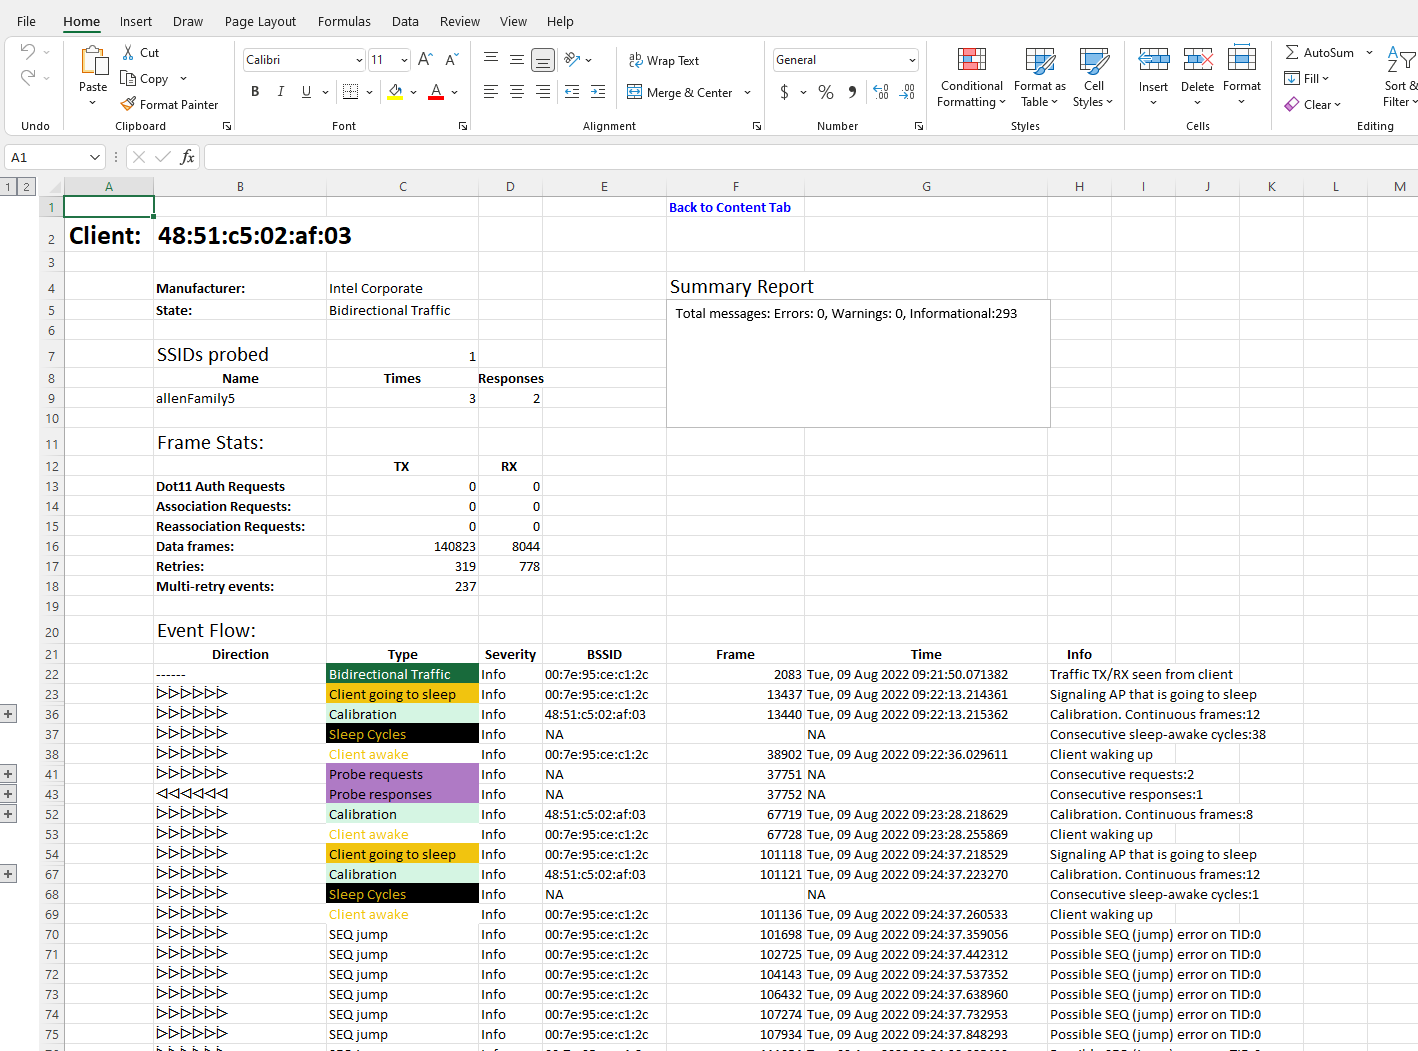 File Home Insert Draw Page Layout Formulas Data Review View Help
Paste Cut Copy Format Painter
Calibri 11 A^ A˅
B I U A
ab Wrap Text
Merge & Center
General
$ % 9
Conditional Formatting Format as Table Cell Styles
Insert Delete Format
AutoSum
Fill
Clear
Sort & Filter
Undo Clipboard Font Alignment Number Styles Cells Editing
A1 fx
1 2 A B C D E F G H I J K L M
1 Back to Content Tab
2 Client: 48:51:c5:02:af:03
3
4 Manufacturer: Intel Corporate Summary Report
5 State: Bidirectional Traffic Total messages: Errors: 0, Warnings: 0, Informational:293
6
7 SSIDs probed 1
8 Name Times Responses
9 allenFamily5 3 2
10
11 Frame Stats:
12 TX RX
13 Dot11 Auth Requests 0 0
14 Association Requests: 0 0
15 Reassociation Requests: 0 0
16 Data frames: 140823 8044
17 Retries: 319 778
18 Multi-retry events: 237
19
20 Event Flow:
21 Direction Type Severity BSSID Frame Time Info
22 ------ Bidirectional Traffic Info 00:7e:95:ce:c1:2c 2083 Tue, 09 Aug 2022 09:21:50.071382 Traffic TX/RX seen from client
23 ▷▷▷▷▷▷ Client going to sleep Info 00:7e:95:ce:c1:2c 13437 Tue, 09 Aug 2022 09:22:13.214361 Signaling AP that is going to sleep
36 ▷▷▷▷▷▷ Calibration Info 48:51:c5:02:af:03 13440 Tue, 09 Aug 2022 09:22:13.215362 Calibration. Continuous frames:12
37 ▷▷▷▷▷▷ Sleep Cycles Info NA NA Consecutive sleep-awake cycles:38
38 ▷▷▷▷▷▷ Client awake Info 00:7e:95:ce:c1:2c 38902 Tue, 09 Aug 2022 09:22:36.029611 Client waking up
41 ▷▷▷▷▷▷ Probe requests Info NA 37751 NA Consecutive requests:2
43 ◁◁◁◁◁◁ Probe responses Info NA 37752 NA Consecutive responses:1
52 ▷▷▷▷▷▷ Calibration Info 48:51:c5:02:af:03 67719 Tue, 09 Aug 2022 09:23:28.218629 Calibration. Continuous frames:8
53 ▷▷▷▷▷▷ Client awake Info 00:7e:95:ce:c1:2c 67728 Tue, 09 Aug 2022 09:23:28.255869 Client waking up
54 ▷▷▷▷▷▷ Client going to sleep Info 00:7e:95:ce:c1:2c 101118 Tue, 09 Aug 2022 09:24:37.218529 Signaling AP that is going to sleep
67 ▷▷▷▷▷▷ Calibration Info 48:51:c5:02:af:03 101121 Tue, 09 Aug 2022 09:24:37.223270 Calibration. Continuous frames:12
68 ▷▷▷▷▷▷ Sleep Cycles Info NA NA Consecutive sleep-awake cycles:1
69 ▷▷▷▷▷▷ Client awake Info 00:7e:95:ce:c1:2c 101136 Tue, 09 Aug 2022 09:24:37.260533 Client waking up
70 ▷▷▷▷▷▷ SEQ jump Info 00:7e:95:ce:c1:2c 101698 Tue, 09 Aug 2022 09:24:37.359056 Possible SEQ (jump) error on TID:0
71 ▷▷▷▷▷▷ SEQ jump Info 00:7e:95:ce:c1:2c 102725 Tue, 09 Aug 2022 09:24:37.442312 Possible SEQ (jump) error on TID:0
72 ▷▷▷▷▷▷ SEQ jump Info 00:7e:95:ce:c1:2c 104143 Tue, 09 Aug 2022 09:24:37.537352 Possible SEQ (jump) error on TID:0
73 ▷▷▷▷▷▷ SEQ jump Info 00:7e:95:ce:c1:2c 106432 Tue, 09 Aug 2022 09:24:37.638960 Possible SEQ (jump) error on TID:0
74 ▷▷▷▷▷▷ SEQ jump Info 00:7e:95:ce:c1:2c 107274 Tue, 09 Aug 2022 09:24:37.732953 Possible SEQ (jump) error on TID:0
75 ▷▷▷▷▷▷ SEQ jump Info 00:7e:95:ce:c1:2c 107934 Tue, 09 Aug 2022 09:24:37.848293 Possible SEQ (jump) error on TID:0